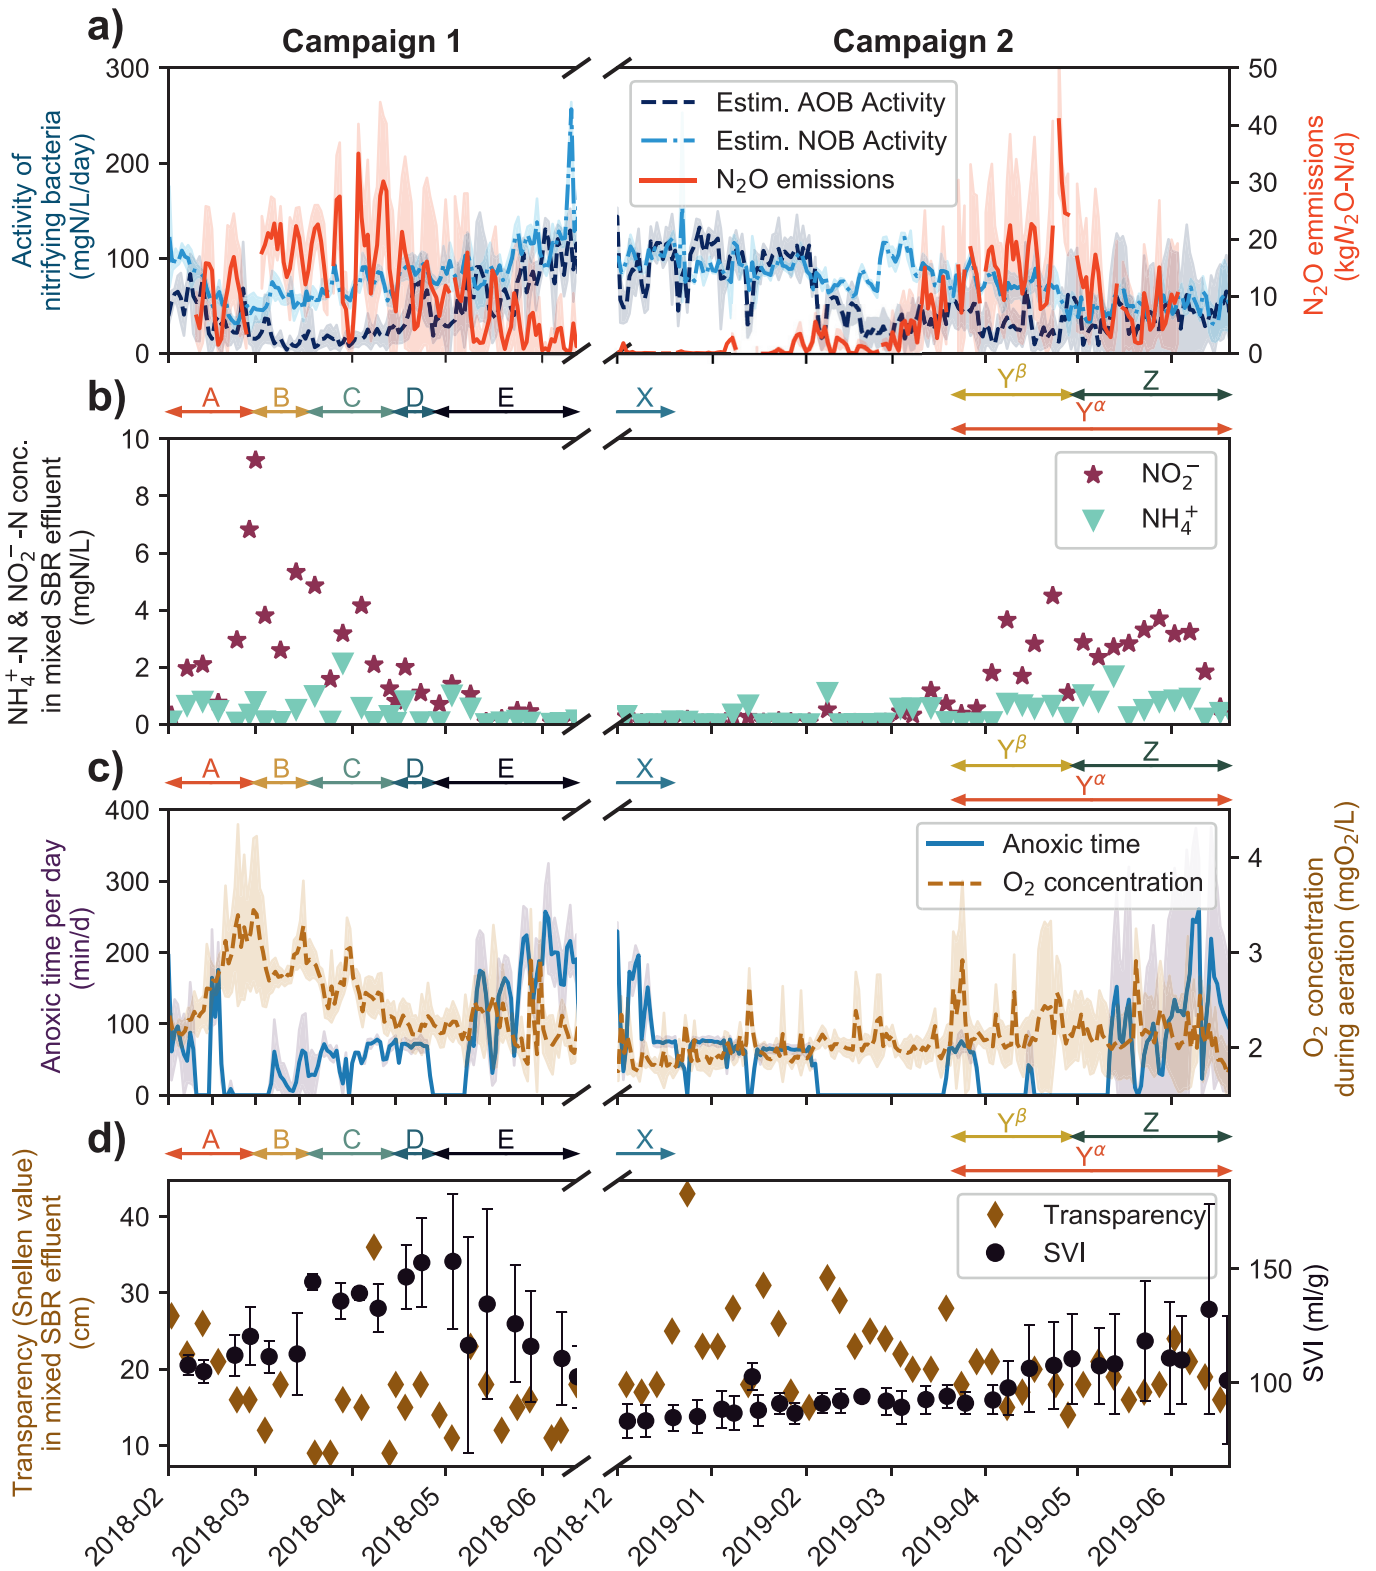 a)
Campaign 1
Campaign 2
Activity of
nitrifying bacteria
(mgN/L/day)
300
200
100
0
Estim. AOB Activity
Estim. NOB Activity
N₂O emissions
50
40
30
20
10
0
N₂O emmissions
(kgN₂O-N/d)
b)
A B C D E X Yᵝ Z
Yᵅ
NH₄⁺-N & NO₂⁻-N conc.
in mixed SBR effluent
(mgN/L)
10
8
6
4
2
0
NO₂⁻
NH₄⁺
c)
A B C D E X Yᵝ Z
Yᵅ
Anoxic time per day
(min/d)
400
300
200
100
0
Anoxic time
O₂ concentration
4
3
2
O₂ concentration
during aeration (mgO₂/L)
d)
A B C D E X Yᵝ Z
Yᵅ
Transparency (Snellen value)
in mixed SBR effluent
(cm)
40
30
20
10
Transparency
SVI
150
100
SVI (ml/g)
2018-02
2018-03
2018-04
2018-05
2018-06
2018-12
2019-01
2019-02
2019-03
2019-04
2019-05
2019-06